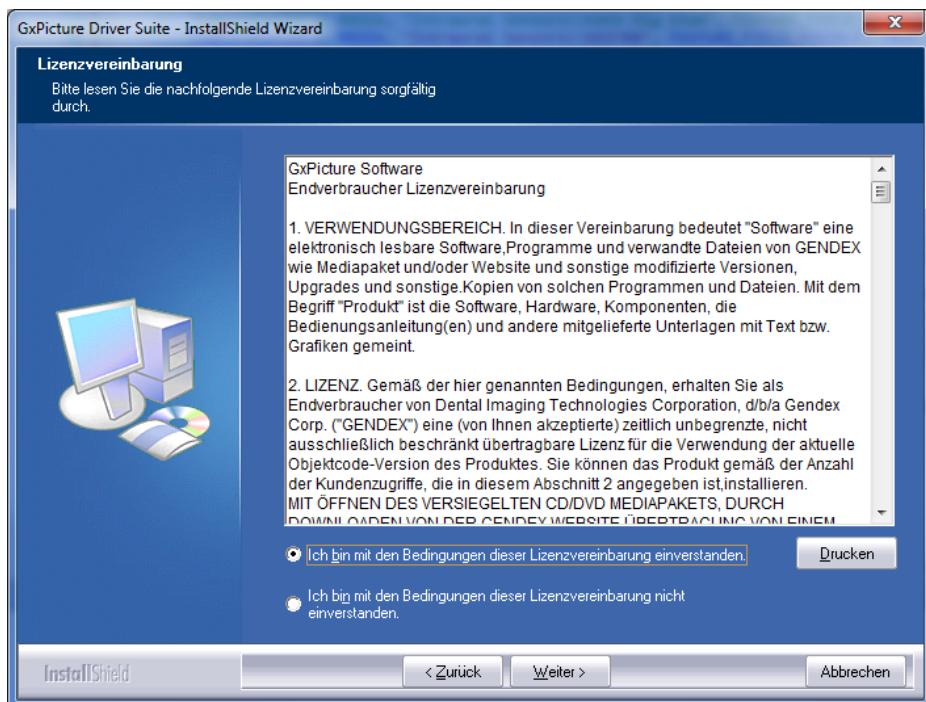 GxPicture Driver Suite - InstallShield Wizard
Lizenzvereinbarung
Bitte lesen Sie die nachfolgende Lizenzvereinbarung sorgfältig
durch.
GxPicture Software
Endverbraucher Lizenzvereinbarung
1. VERWENDUNGSBEREICH. In dieser Vereinbarung bedeutet "Software" eine
elektronisch lesbare Software,Programme und verwandte Dateien von GENDEX
wie Mediapaket und/oder Website und sonstige modifizierte Versionen,
Upgrades und sonstige.Kopien von solchen Programmen und Dateien. Mit dem
Begriff "Produkt" ist die Software, Hardware, Komponenten, die
Bedienungsanleitung(en) und andere mitgelieferte Unterlagen mit Text bzw.
Grafiken gemeint.
2. LIZENZ. Gemäß der hier genannten Bedingungen, erhalten Sie als
Endverbraucher von Dental Imaging Technologies Corporation, d/b/a Gendex
Corp. ("GENDEX") eine (von Ihnen akzeptierte) zeitlich unbegrenzte, nicht
ausschließlich beschränkt übertragbare Lizenz für die Verwendung der aktuelle
Objektcode-Version des Produktes. Sie können das Produkt gemäß der Anzahl
der Kundenzugriffe, die in diesem Abschnitt 2 angegeben ist,installieren.
MIT ÖFFNEN DES VERSIEGELTEN CD/DVD MEDIAPAKETS, DURCH
DOWNLOADEN VON DER GENDEX WEBSITE ÜBERTRAGUNG VON EINEM
Ich bin mit den Bedingungen dieser Lizenzvereinbarung einverstanden.
Drucken
Ich bin mit den Bedingungen dieser Lizenzvereinbarung nicht
einverstanden.
InstallShield
< Zurück
Weiter >
Abbrechen